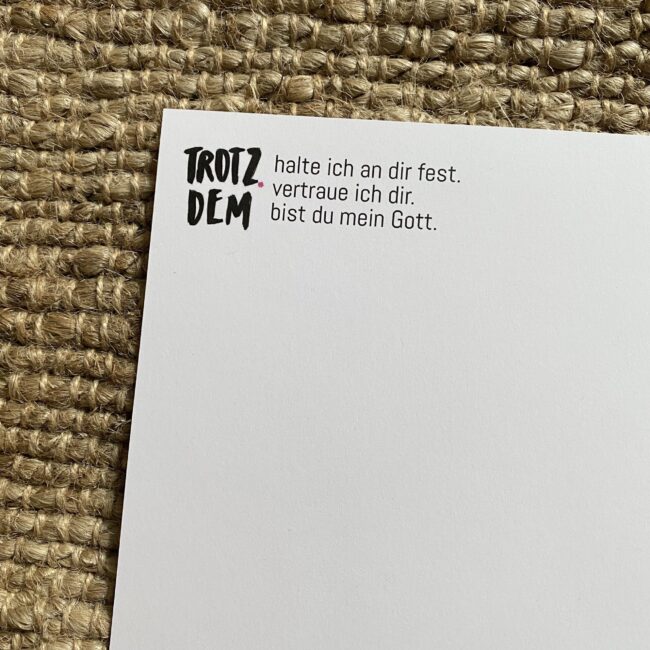 TROTZ
DEM
halte ich an dir fest.
vertraue ich dir.
bist du mein Gott.